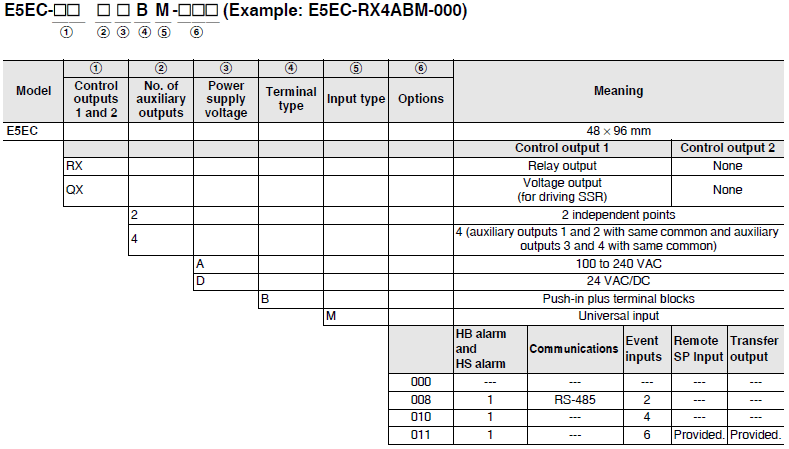 E5EC-□□ □ □ B M-□□□ (Example: E5EC-RX4ABM-000)
① ② ③ ④ ⑤ ⑥
Model ① ② ③ ④ ⑤ ⑥ Meaning
Control outputs 1 and 2 No. of auxiliary outputs Power supply voltage Terminal type Input type Options
E5EC 48 × 96 mm
Control output 1 Control output 2
RX Relay output None
QX Voltage output (for driving SSR) None
2 2 independent points
4 4 (auxiliary outputs 1 and 2 with same common and auxiliary
outputs 3 and 4 with same common)
A 100 to 240 VAC
D 24 VAC/DC
B Push-in plus terminal blocks
M Universal input
HB alarm and HS alarm Communications Event inputs Remote SP Input Transfer output
000 --- --- --- --- ---
008 1 RS-485 2 --- ---
010 1 --- 4 --- ---
011 1 --- 6 Provided. Provided.